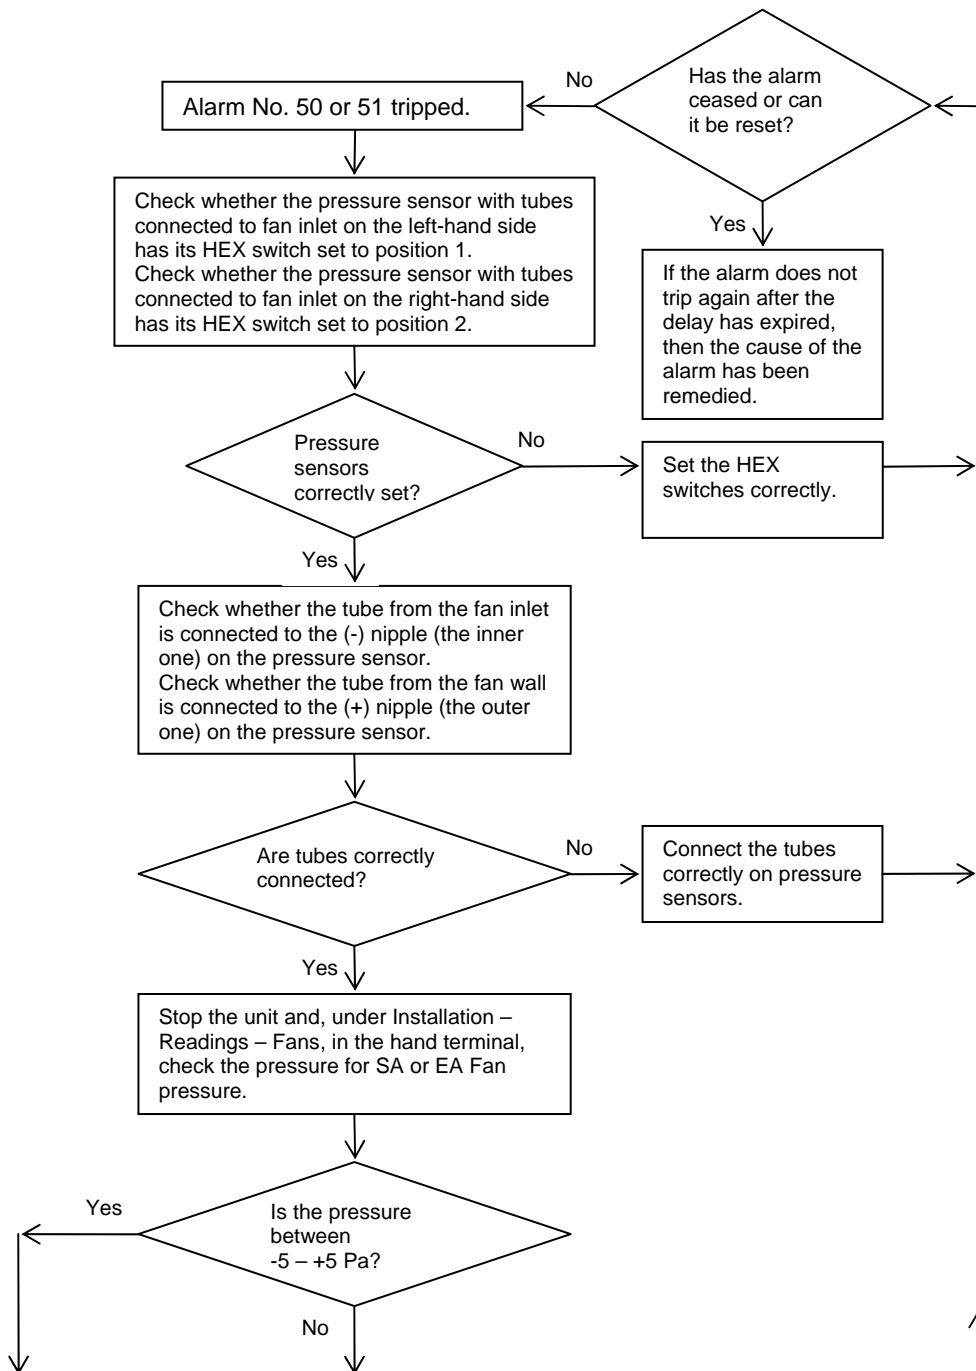 Has the alarm
ceased or can
it be reset?
No
Alarm No. 50 or 51 tripped.
Yes
Check whether the pressure sensor with tubes
connected to fan inlet on the left-hand side
has its HEX switch set to position 1.
Check whether the pressure sensor with tubes
connected to fan inlet on the right-hand side
has its HEX switch set to position 2.
If the alarm does not
trip again after the
delay has expired,
then the cause of the
alarm has been
remedied.
Pressure
sensors
correctly set?
No
Set the HEX
switches correctly.
Yes
Check whether the tube from the fan inlet
is connected to the (-) nipple (the inner
one) on the pressure sensor.
Check whether the tube from the fan wall
is connected to the (+) nipple (the outer
one) on the pressure sensor.
Are tubes correctly
connected?
No
Connect the tubes
correctly on pressure
sensors.
Yes
Stop the unit and, under Installation –
Readings – Fans, in the hand terminal,
check the pressure for SA or EA Fan
pressure.
Yes
Is the pressure
between
-5 – +5 Pa?
No